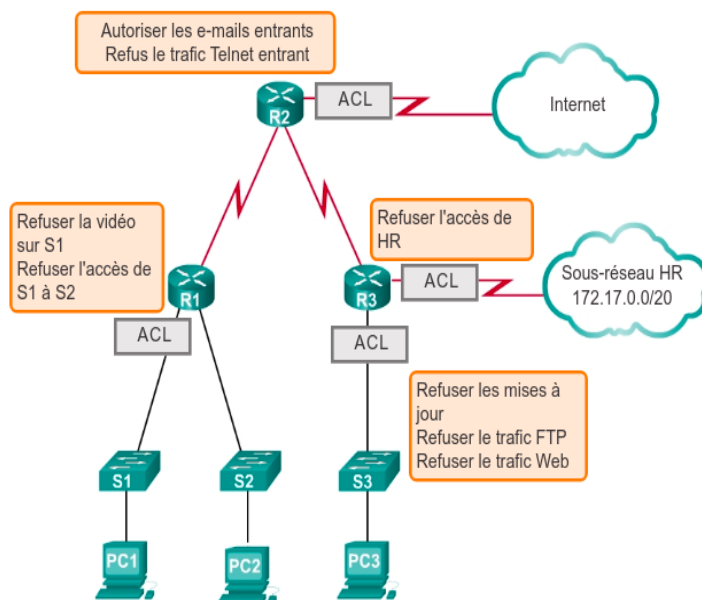 Autoriser les e-mails entrants
Refus le trafic Telnet entrant
ACL
Internet
R2
Refuser la vidéo
sur S1
Refuser l'accès de
S1 à S2
Refuser l'accès de
HR
R1
R3
ACL
Sous-réseau HR
172.17.0.0/20
ACL
ACL
Refuser les mises à
jour
Refuser le trafic FTP
Refuser le trafic Web
S1
S2
S3
PC1
PC2
PC3